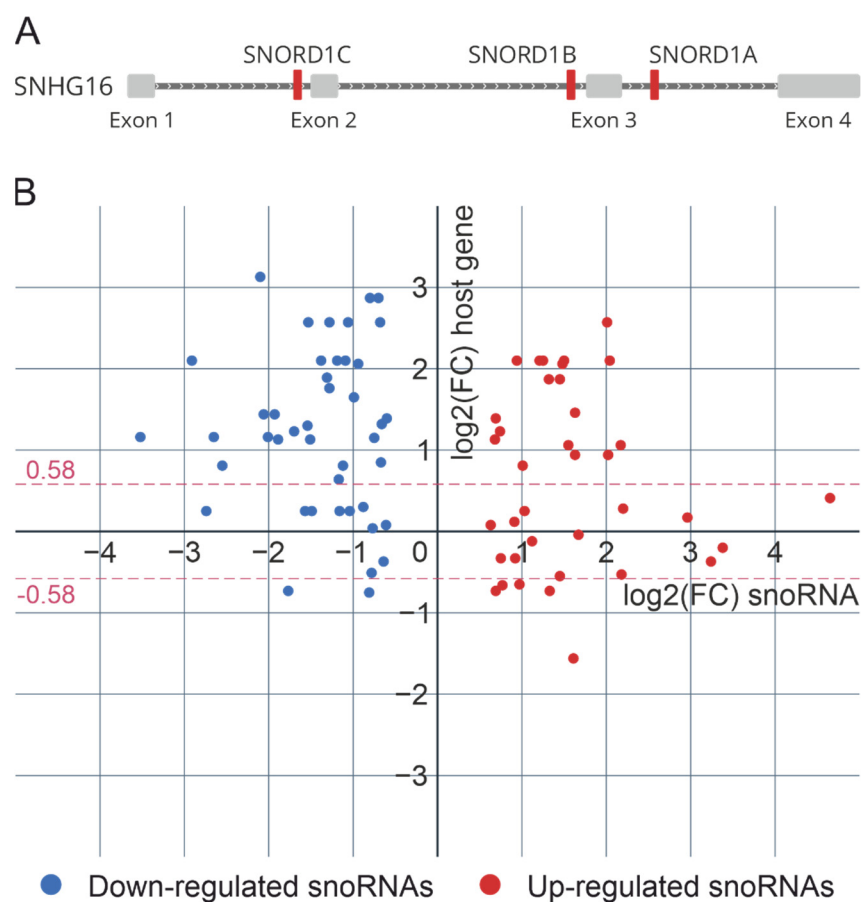 A
SNORD1C SNORD1B SNORD1A
SNHG16
Exon 1 Exon 2 Exon 3 Exon 4
B
log2(FC) host gene
3
2
1
0.58
−4 −3 −2 −1 0 1 2 3 4
-0.58
log2(FC) snoRNA
−1
−2
−3
Down-regulated snoRNAs Up-regulated snoRNAs